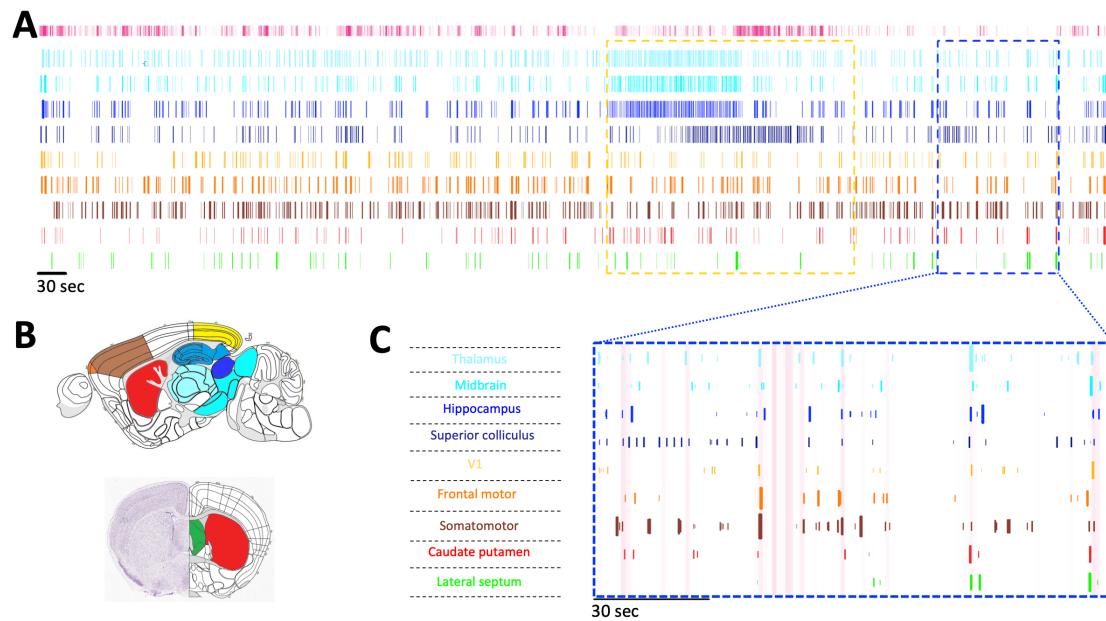 A
30 sec
B
C
Thalamus
Midbrain
Hippocampus
Superior colliculus
V1
Frontal motor
Somatomotor
Caudate putamen
Lateral septum
30 sec